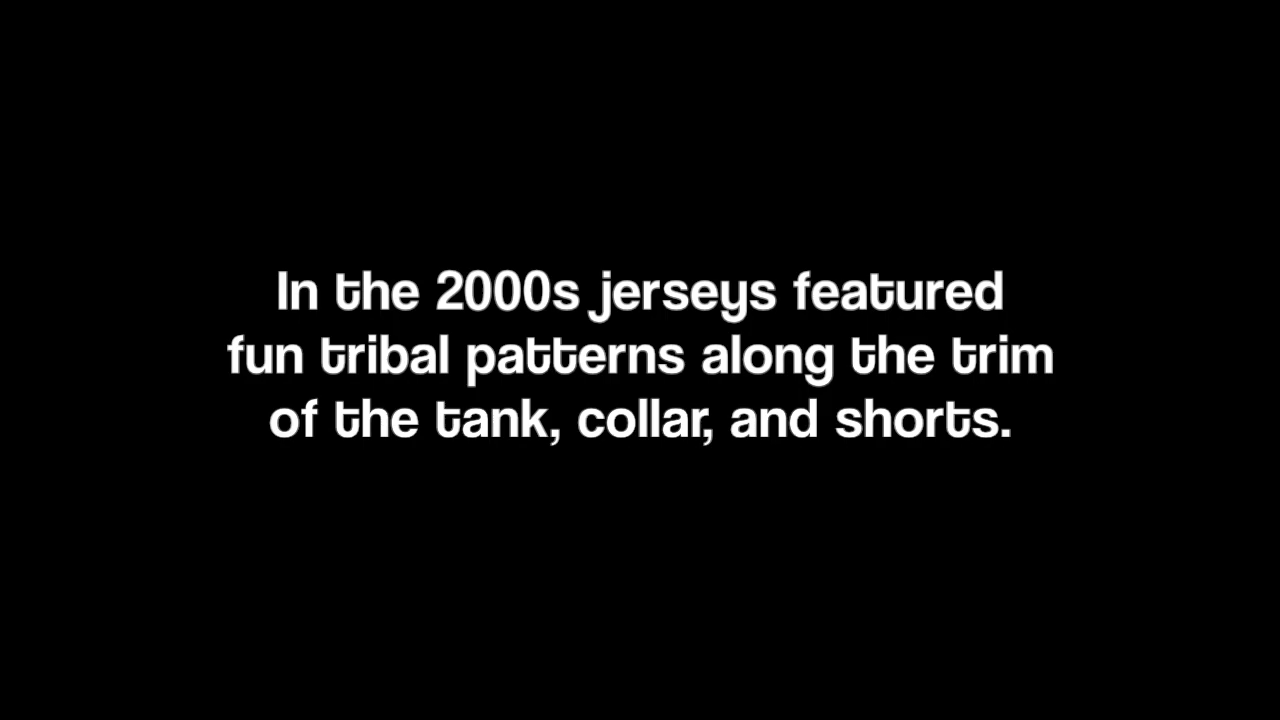 In the 2000s jerseys featured
fun tribal patterns along the trim
of the tank, collar, and shorts.